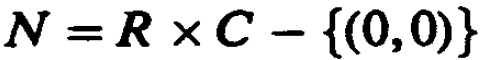 N = R × C − {(0,0)}